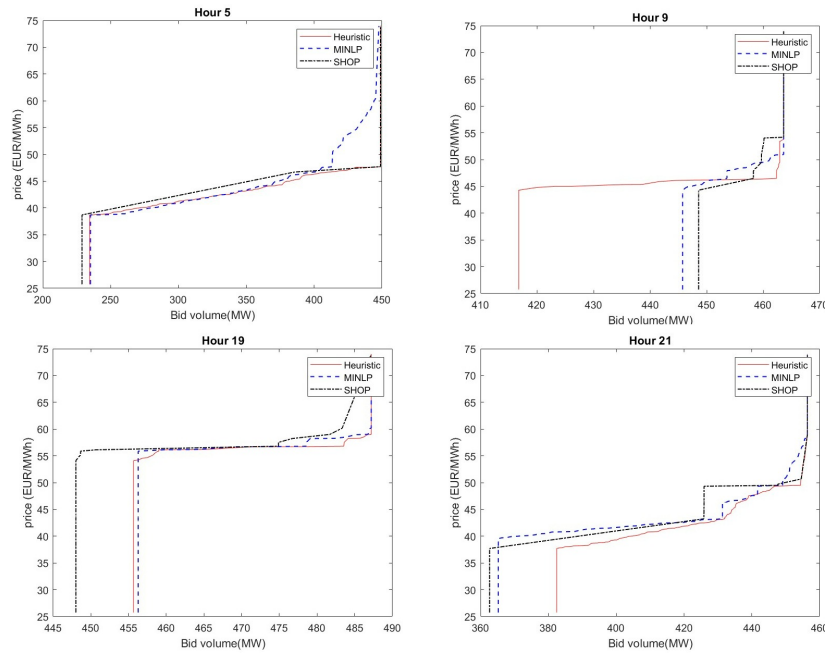 Hour 5
75
70
65
60
55
50
45
40
35
30
25
price (EUR/MWh)
200 250 300 350 400 450
Bid volume(MW)
Heuristic
MINLP
SHOP
Hour 9
75
70
65
60
55
50
45
40
35
30
25
price (EUR/MWh)
410 420 430 440 450 460 470
Bid volume(MW)
Heuristic
MINLP
SHOP
Hour 19
75
70
65
60
55
50
45
40
35
30
25
price (EUR/MWh)
445 450 455 460 465 470 475 480 485 490
Bid volume(MW)
Heuristic
MINLP
SHOP
Hour 21
75
70
65
60
55
50
45
40
35
30
25
price (EUR/MWh)
360 380 400 420 440 460
Bid volume(MW)
Heuristic
MINLP
SHOP